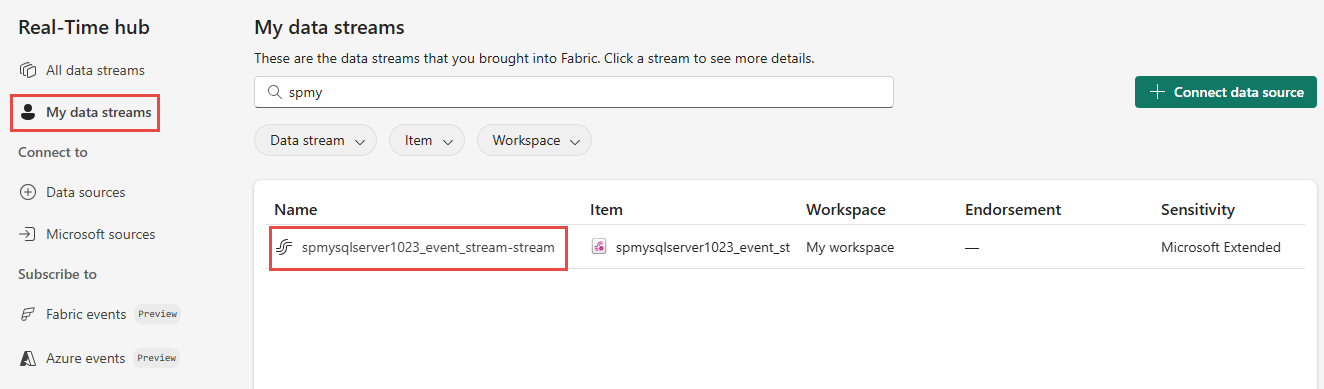 Real-Time hub
All data streams
My data streams
Connect to
Data sources
Microsoft sources
Subscribe to
Fabric events Preview
Azure events Preview
My data streams
These are the data streams that you brought into Fabric. Click a stream to see more details.
spmy
Connect data source
Data stream Item Workspace
Name Item Workspace Endorsement Sensitivity
spmysqlserver1023_event_stream-stream spmysqlserver1023_event_st My workspace — Microsoft Extended